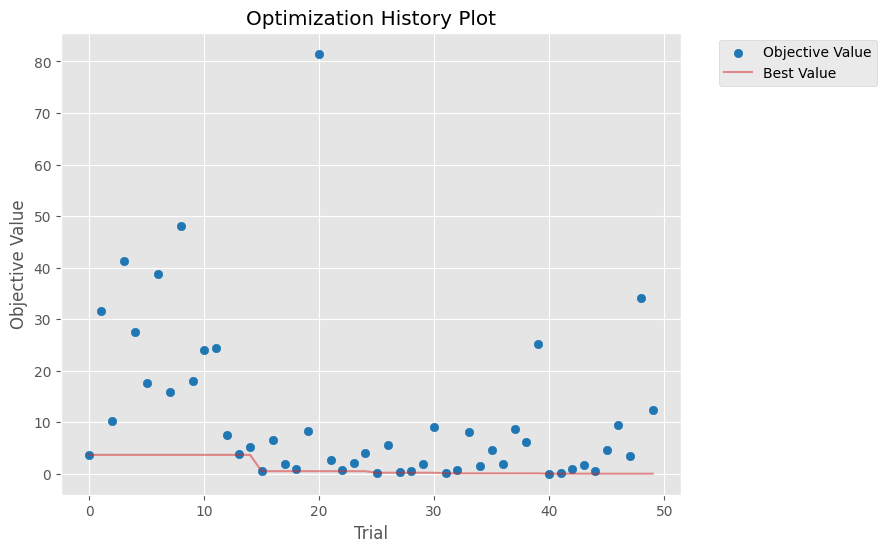 Optimization History Plot
Objective Value
Best Value
80
70
60
50
40
30
20
10
0
Objective Value
0 10 20 30 40 50
Trial